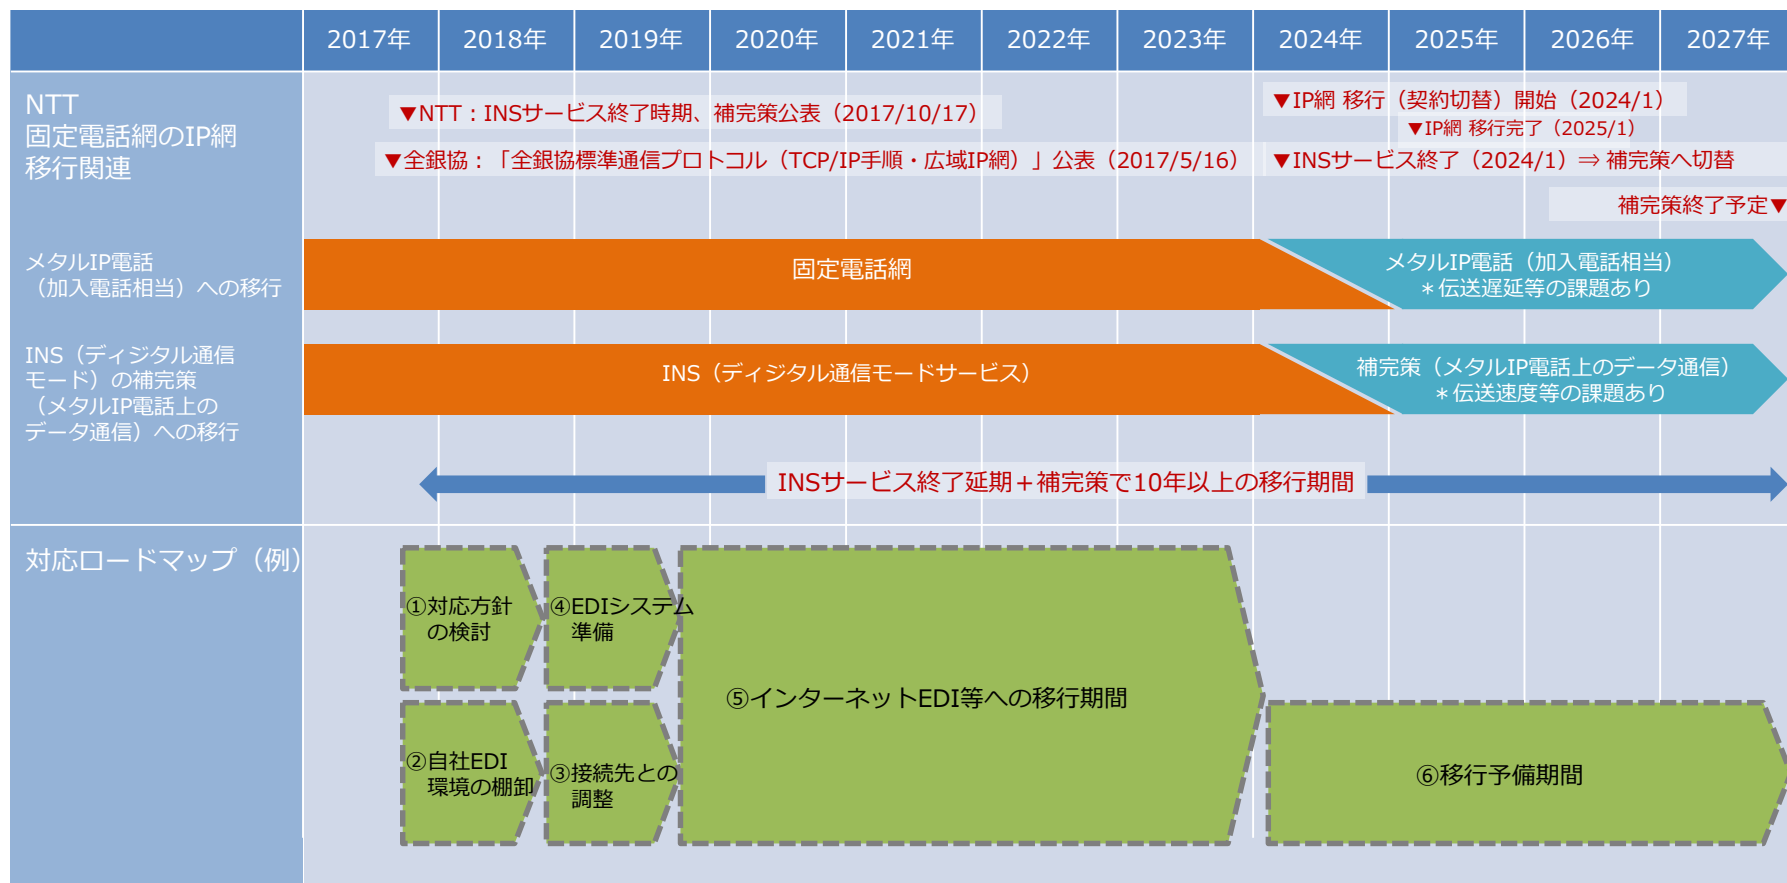 2017年 2018年 2019年 2020年 2021年 2022年 2023年 2024年 2025年 2026年 2027年
NTT
固定電話網のIP網
移行関連
▼NTT：INSサービス終了時期、補完策公表（2017/10/17）
▼IP網 移行（契約切替）開始（2024/1）
▼IP網 移行完了（2025/1）
▼全銀協：「全銀協標準通信プロトコル（TCP/IP手順・広域IP網）」公表（2017/5/16）
▼INSサービス終了（2024/1）⇒ 補完策へ切替
補完策終了予定▼
メタルIP電話
（加入電話相当）への移行
固定電話網
メタルIP電話（加入電話相当）
＊伝送遅延等の課題あり
INS（ディジタル通信
モード）の補完策
（メタルIP電話上の
データ通信）への移行
INS（ディジタル通信モードサービス）
補完策（メタルIP電話上のデータ通信）
＊伝送速度等の課題あり
INSサービス終了延期＋補完策で10年以上の移行期間
対応ロードマップ（例）
①対応方針
の検討
④EDIシステム
準備
⑤インターネットEDI等への移行期間
②自社EDI
環境の棚卸
③接続先との
調整
⑥移行予備期間